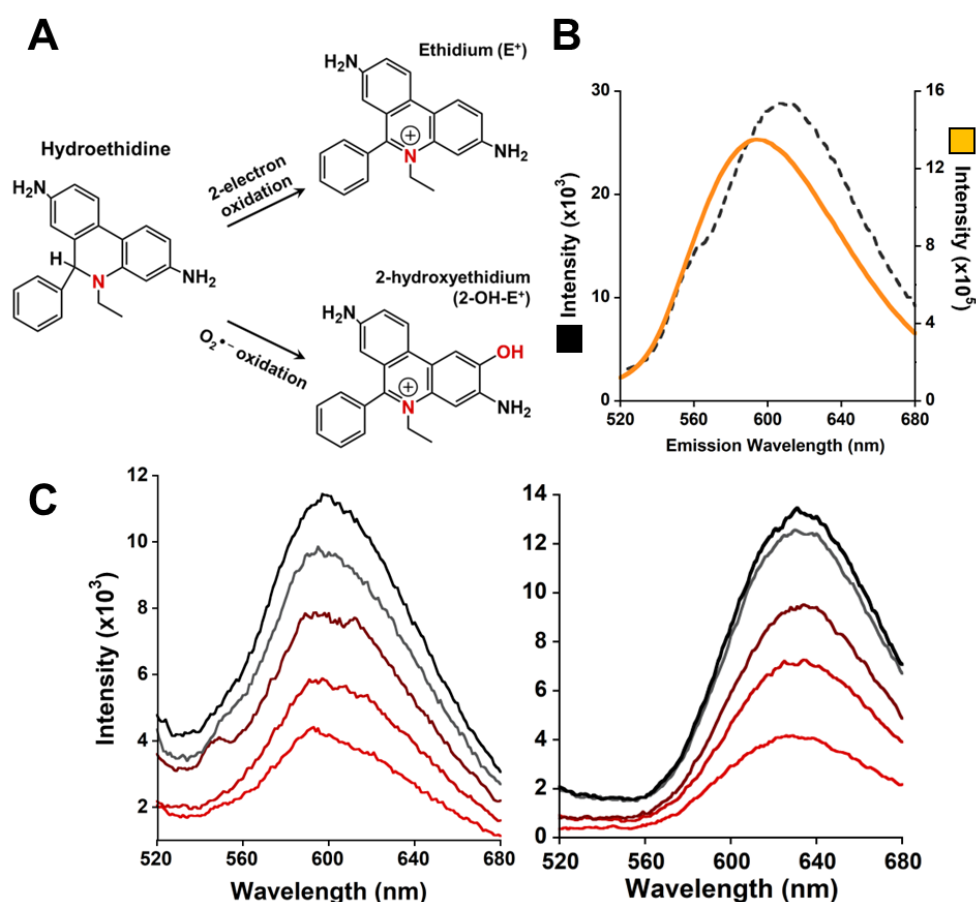 A
Ethidium (E⁺)
H₂N
NH₂
N
+
Hydroethidine
2-electron
oxidation
H₂N
H
N
NH₂
2-hydroxyethidium
(2-OH-E⁺)
O₂•− oxidation
H₂N
OH
NH₂
N
+
B
30
20
10
0
16
12
8
4
0
Intensity (x10³)
Intensity (x10⁵)
520 560 600 640 680
Emission Wavelength (nm)
C
12
10
8
6
4
2
Intensity (x10³)
520 560 600 640 680
Wavelength (nm)
14
12
10
8
6
4
2
0
520 560 600 640 680
Wavelength (nm)